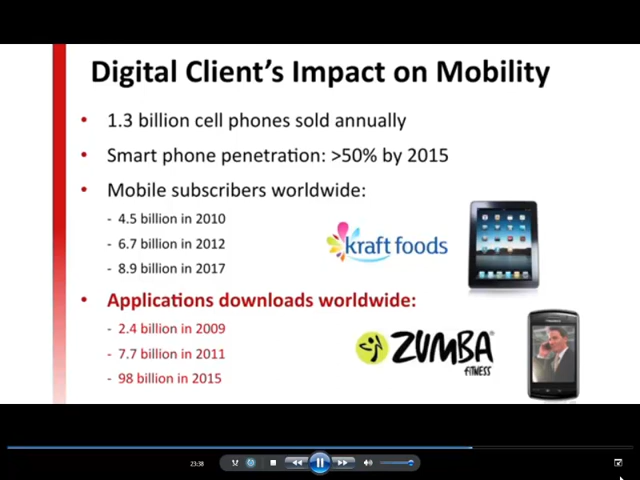 Digital Client's Impact on Mobility
• 1.3 billion cell phones sold annually
• Smart phone penetration: >50% by 2015
• Mobile subscribers worldwide:
- 4.5 billion in 2010
- 6.7 billion in 2012
- 8.9 billion in 2017
kraft foods
• Applications downloads worldwide:
- 2.4 billion in 2009
- 7.7 billion in 2011
- 98 billion in 2015
ZUMBA®
FITNESS
23:38